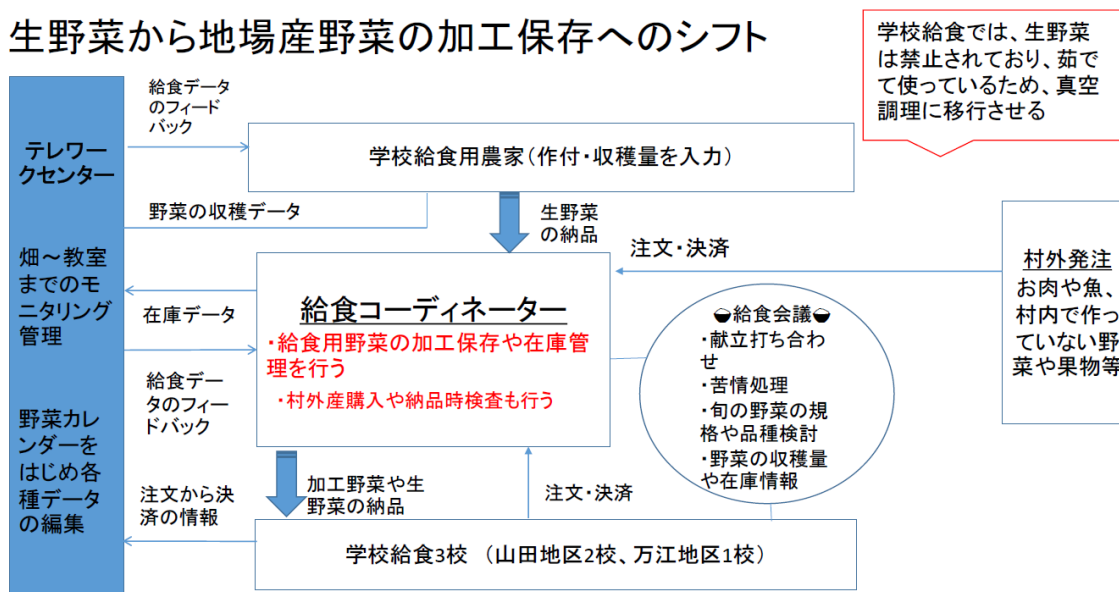 生野菜から地場産野菜の加工保存へのシフト
学校給食では、生野菜
は禁止されており、茹で
て使っているため、真空
調理に移行させる
テレワー
クセンター
畑～教室
までのモ
ニタリング
管理
野菜カレ
ンダーを
はじめ各
種データ
の編集
給食データ
のフィード
バック
学校給食用農家（作付・収穫量を入力）
野菜の収穫データ
生野菜
の納品
注文・決済
村外発注
お肉や魚、
村内で作っ
ていない野
菜や果物等
給食コーディネーター
・給食用野菜の加工保存や在庫管
理を行う
・村外産購入や納品時検査も行う
在庫データ
給食デー
タのフィー
ドバック
給食会議
・献立打ち合わ
せ
・苦情処理
・旬の野菜の規
格や品種検討
・野菜の収穫量
や在庫情報
加工野菜や生
野菜の納品
注文・決済
注文から決
済の情報
学校給食3校 （山田地区2校、万江地区1校）